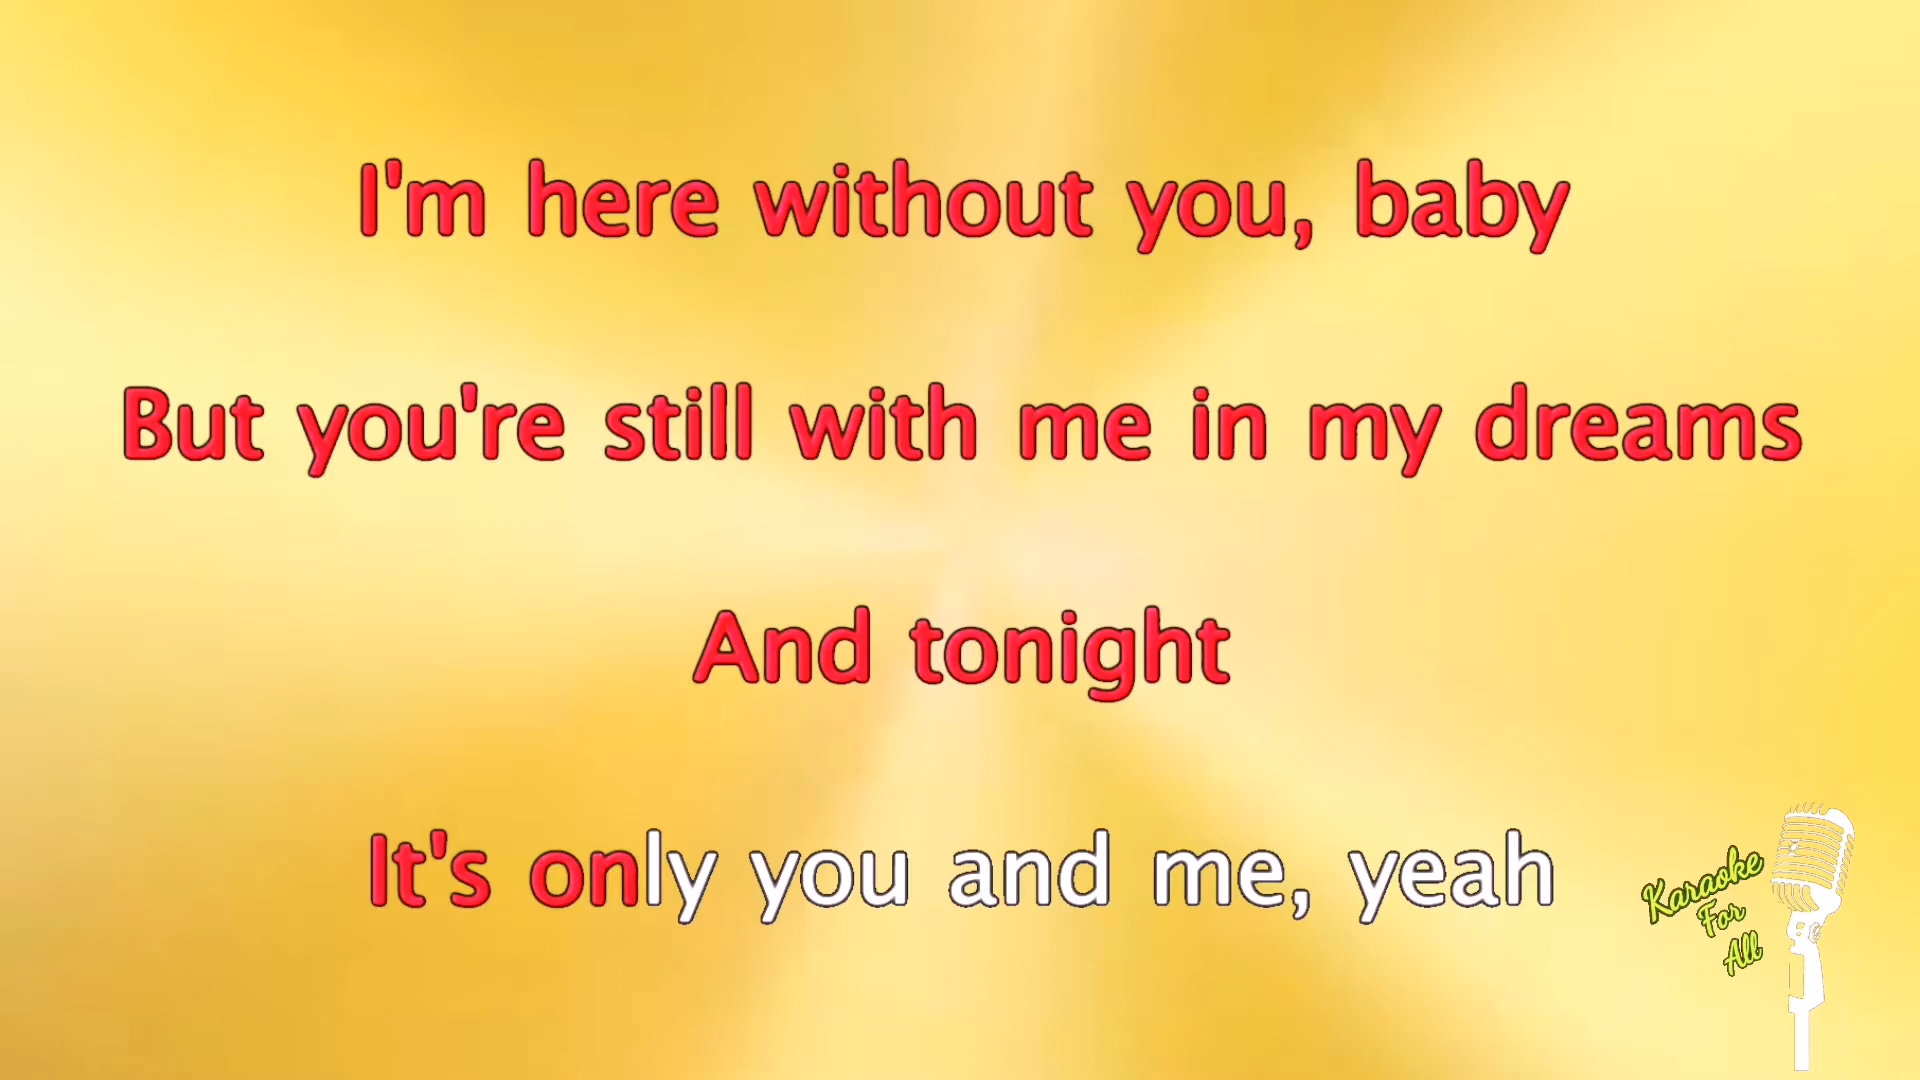 I'm here without you, baby
But you're still with me in my dreams
And tonight
It's only you and me, yeah
Karaoke
For
All